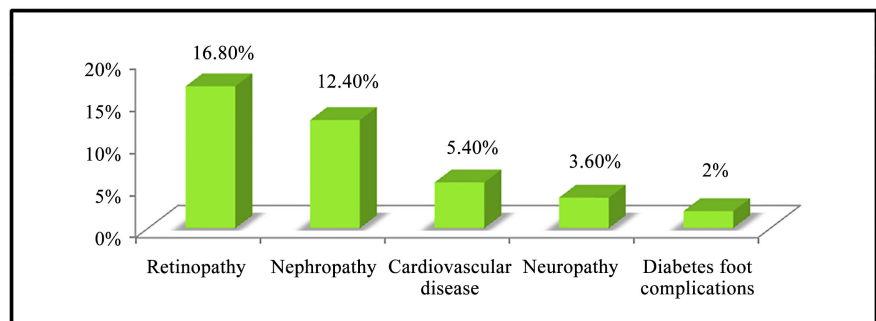 16.80%
12.40%
5.40%
3.60%
2%
20%
15%
10%
5%
0%
Retinopathy
Nephropathy
Cardiovascular
disease
Neuropathy
Diabetes foot
complications